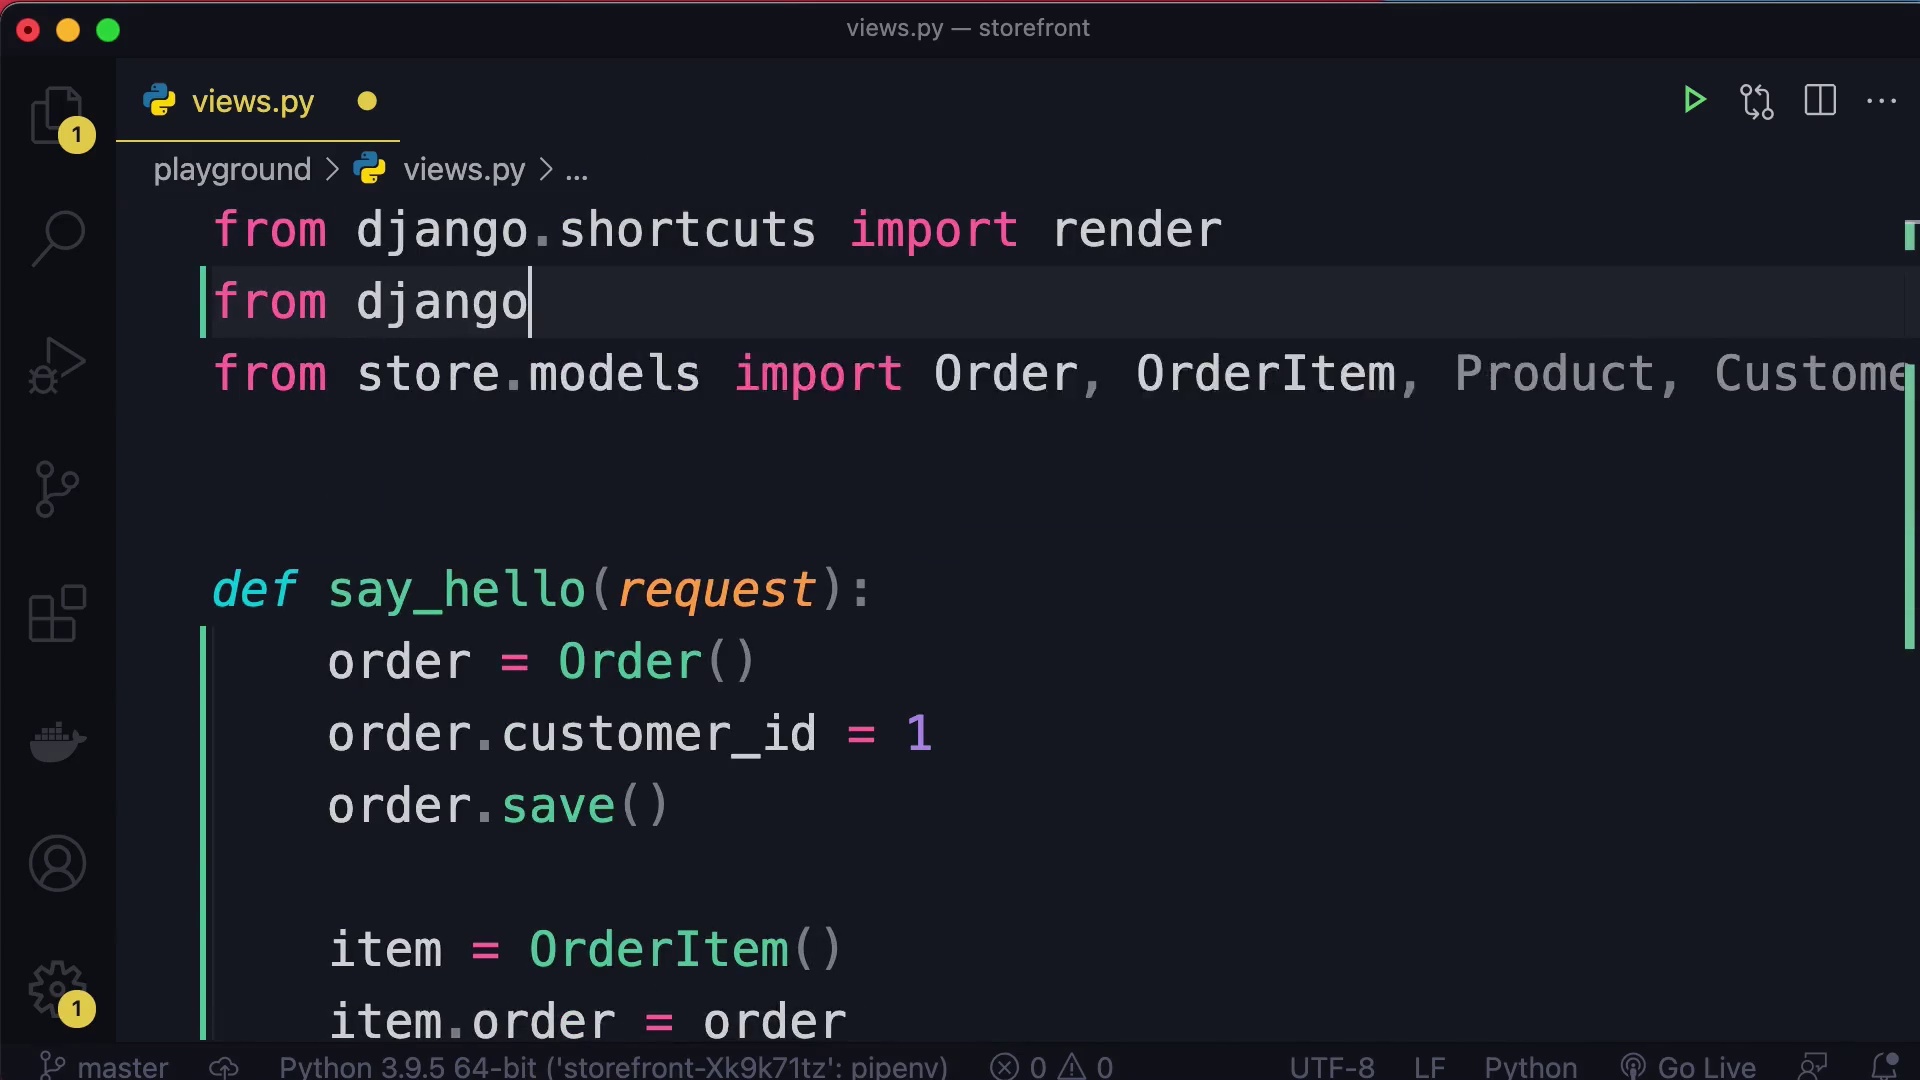 views.py — storefront
views.py
1
playground > views.py > ...
from django.shortcuts import render
from django
from store.models import Order, OrderItem, Product, Custome
def say_hello(request):
    order = Order()
    order.customer_id = 1
    order.save()
    item = OrderItem()
    item.order = order
1
master Python 3.9.5 64-bit ('storefront-Xk9k71tz': pipenv) 0 0 UTF-8 LF Python Go Live